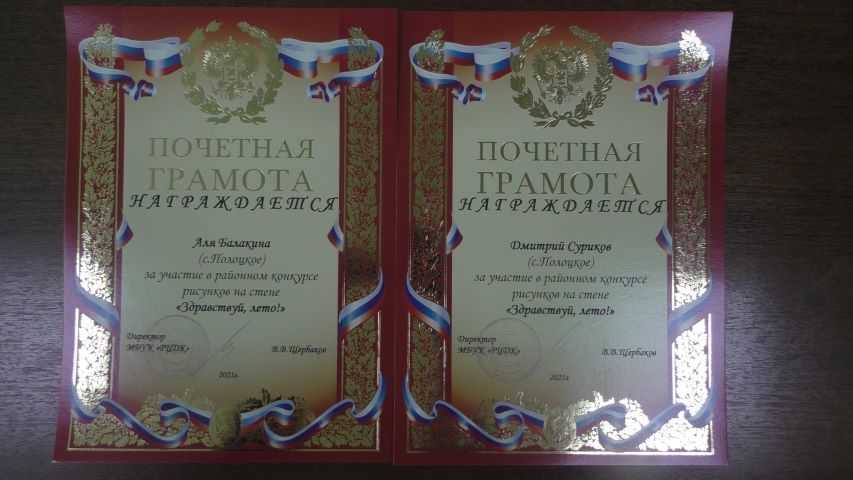 ПОЧЕТНАЯ
ГРАМОТА
НАГРАЖДАЕТСЯ
Аля Балакина
(с.Полоцкое)
за участие в районном конкурсе
рисунков на стене
«Здравствуй, лето!»
Директор
МБУК «РЦДК»
В.В.Щербаков
2021г.
ПОЧЕТНАЯ
ГРАМОТА
НАГРАЖДАЕТСЯ
Дмитрий Суриков
(с.Полоцкое)
за участие в районном конкурсе
рисунков на стене
«Здравствуй, лето!»
Директор
МБУК «РЦДК»
В.В.Щербаков
2021г.